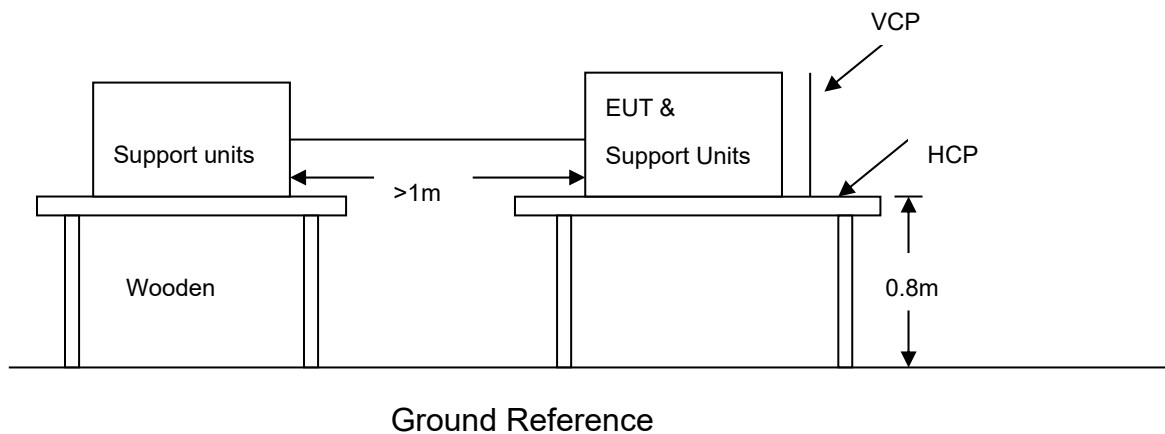 VCP
EUT &
Support Units
Support units
HCP
>1m
Wooden
0.8m
Ground Reference